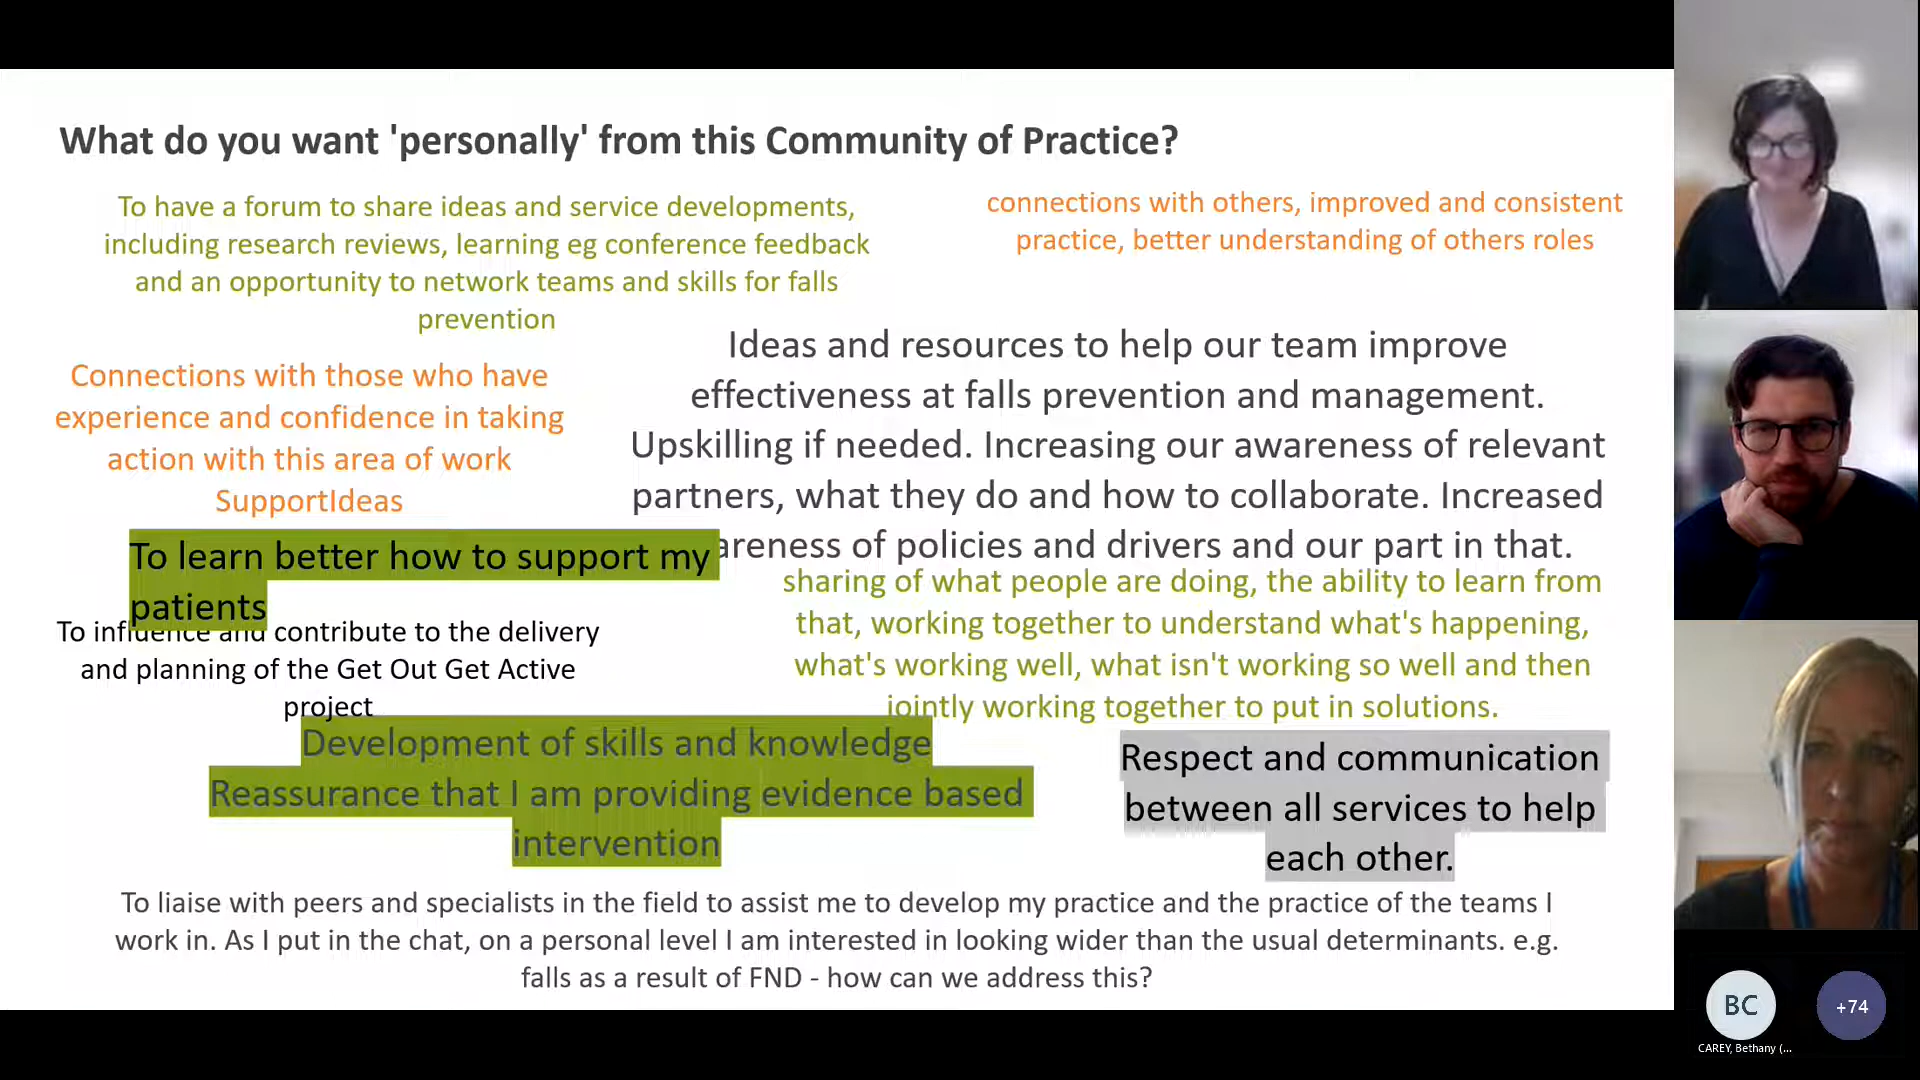 What do you want 'personally' from this Community of Practice?
To have a forum to share ideas and service developments,
including research reviews, learning eg conference feedback
and an opportunity to network teams and skills for falls
prevention
connections with others, improved and consistent
practice, better understanding of others roles
Connections with those who have
experience and confidence in taking
action with this area of work
SupportIdeas
Ideas and resources to help our team improve
effectiveness at falls prevention and management.
Upskilling if needed. Increasing our awareness of relevant
partners, what they do and how to collaborate. Increased
areness of policies and drivers and our part in that.
To learn better how to support my
patients
To influence and contribute to the delivery
and planning of the Get Out Get Active
project
sharing of what people are doing, the ability to learn from
that, working together to understand what's happening,
what's working well, what isn't working so well and then
jointly working together to put in solutions.
Development of skills and knowledge
Reassurance that I am providing evidence based
intervention
Respect and communication
between all services to help
each other.
To liaise with peers and specialists in the field to assist me to develop my practice and the practice of the teams I
work in. As I put in the chat, on a personal level I am interested in looking wider than the usual determinants. e.g.
falls as a result of FND - how can we address this?
BC
+74
CAREY, Bethany (...